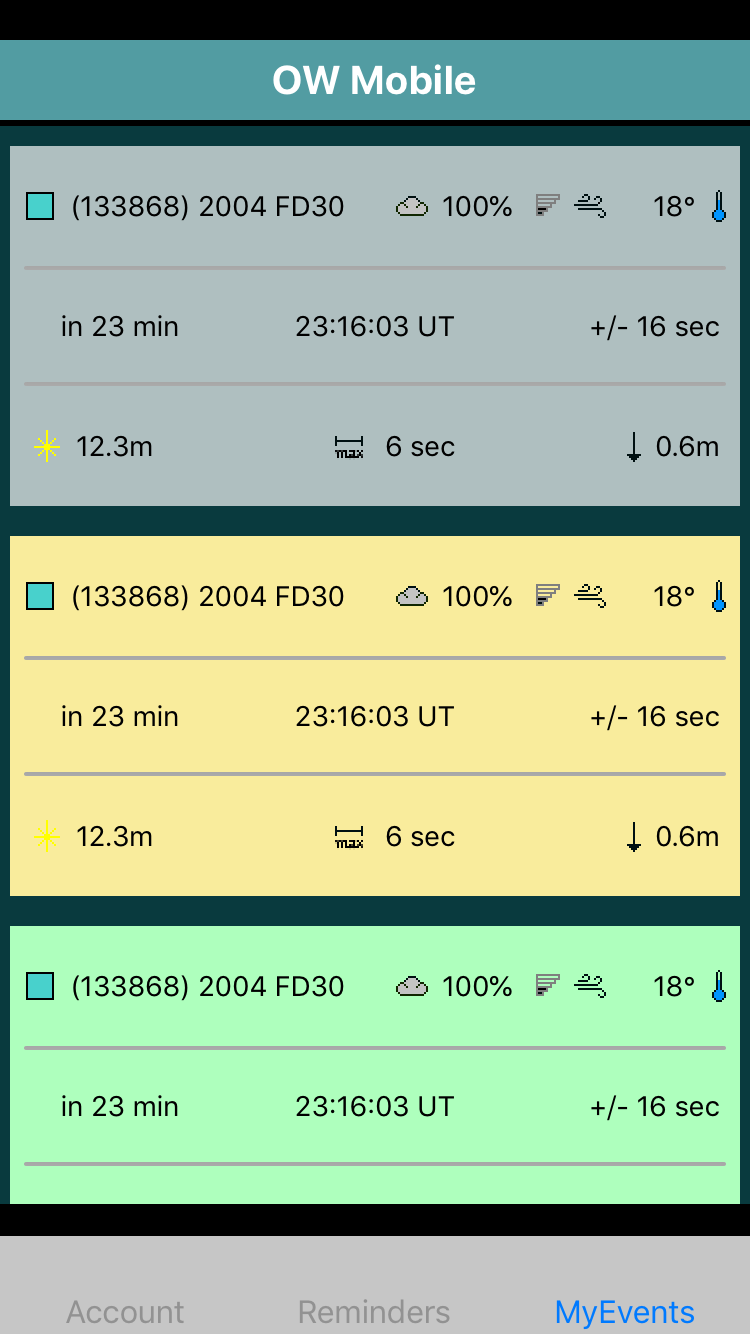 OW Mobile
(133868) 2004 FD30 100% 18°
in 23 min 23:16:03 UT +/- 16 sec
12.3m max 6 sec 0.6m
(133868) 2004 FD30 100% 18°
in 23 min 23:16:03 UT +/- 16 sec
12.3m max 6 sec 0.6m
(133868) 2004 FD30 100% 18°
in 23 min 23:16:03 UT +/- 16 sec
Account Reminders MyEvents